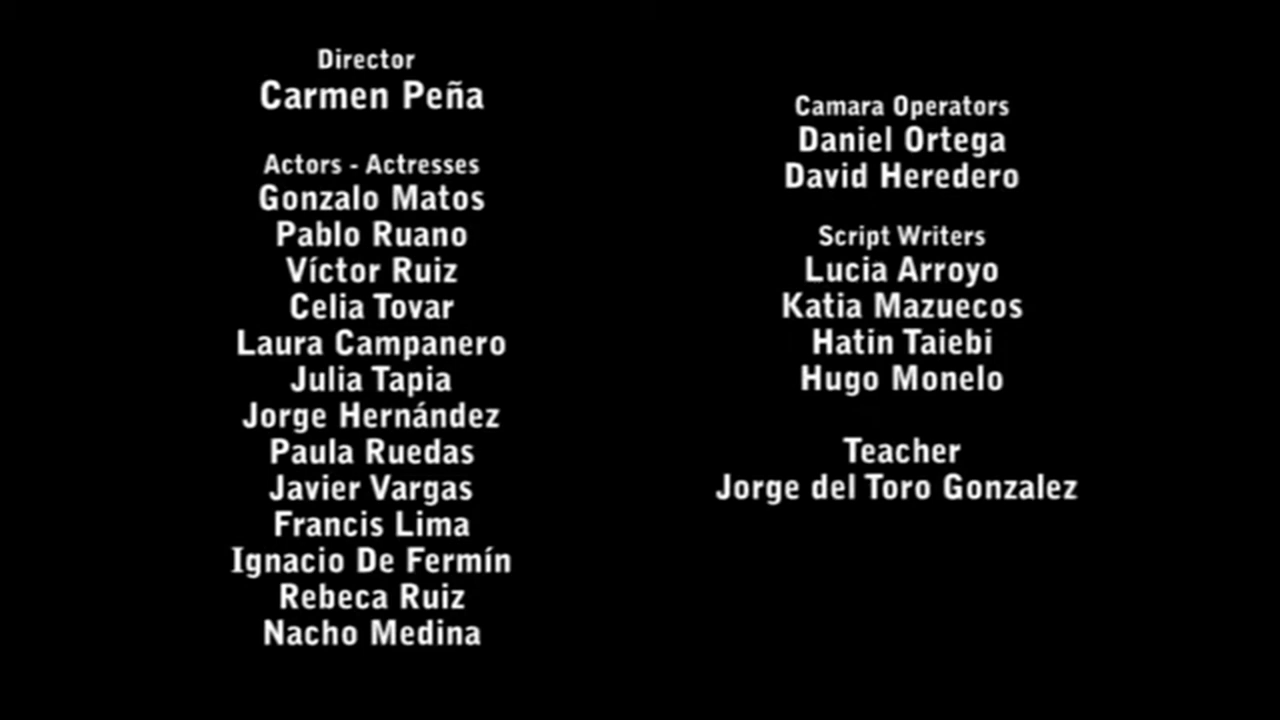 Director
Carmen Peña
Actors - Actresses
Gonzalo Matos
Pablo Ruano
Víctor Ruiz
Celia Tovar
Laura Campanero
Julia Tapia
Jorge Hernández
Paula Ruedas
Javier Vargas
Francis Lima
Ignacio De Fermín
Rebeca Ruiz
Nacho Medina
Camara Operators
Daniel Ortega
David Heredero
Script Writers
Lucia Arroyo
Katia Mazuecos
Hatin Taiebi
Hugo Monelo
Teacher
Jorge del Toro Gonzalez